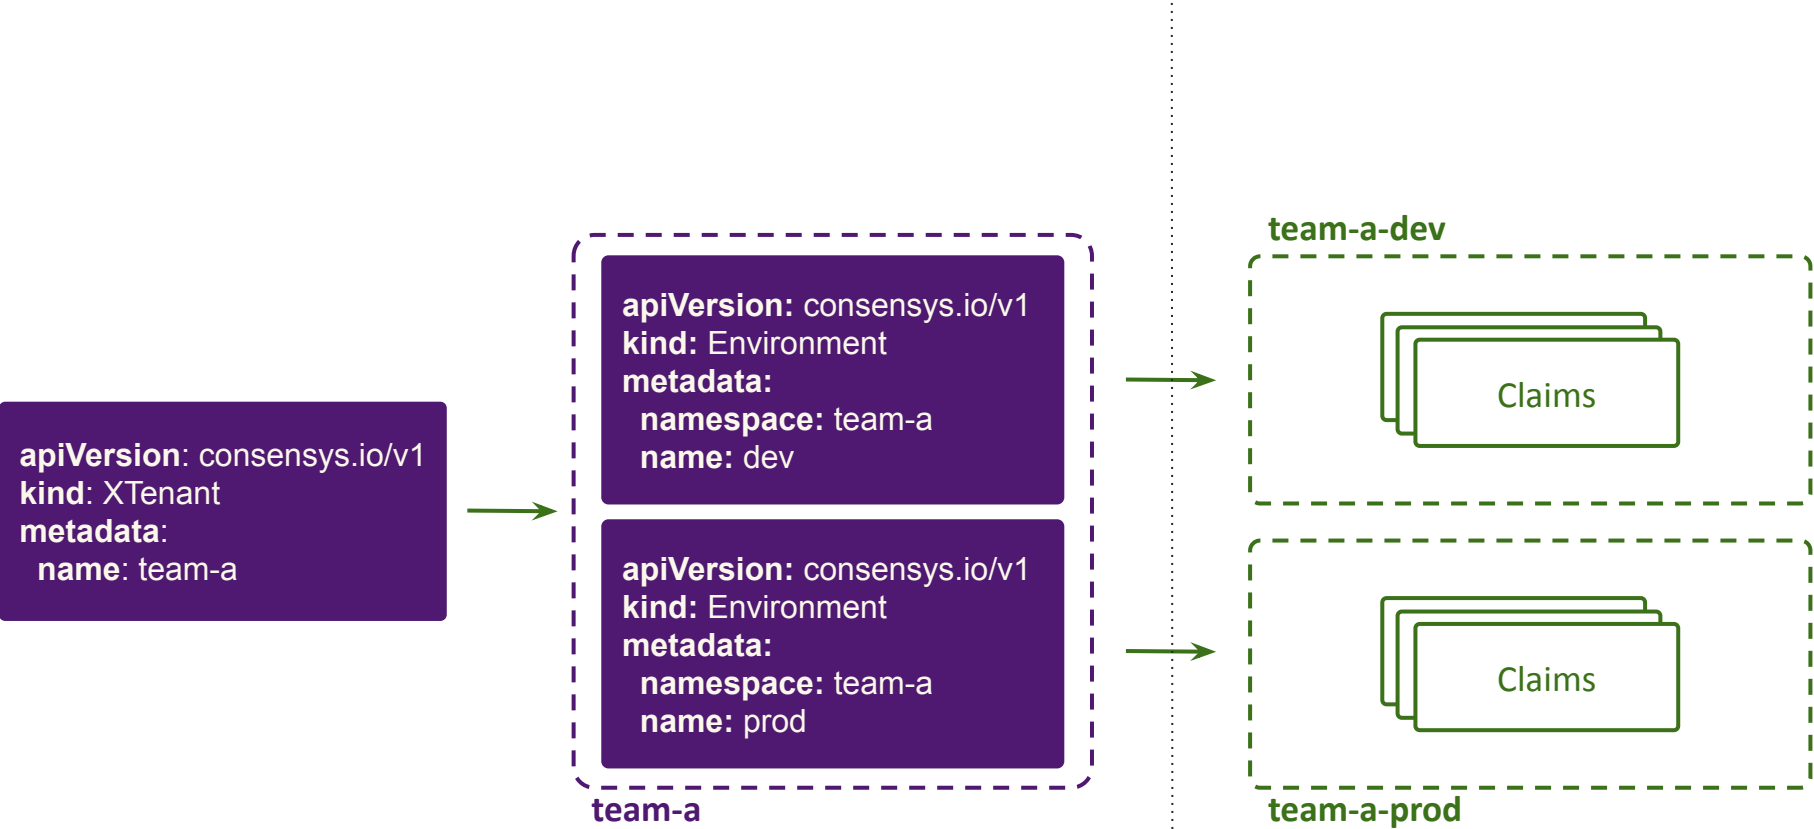 apiVersion: consensys.io/v1
kind: XTenant
metadata:
name: team-a
apiVersion: consensys.io/v1
kind: Environment
metadata:
namespace: team-a
name: dev
apiVersion: consensys.io/v1
kind: Environment
metadata:
namespace: team-a
name: prod
team-a
team-a-dev
Claims
Claims
team-a-prod